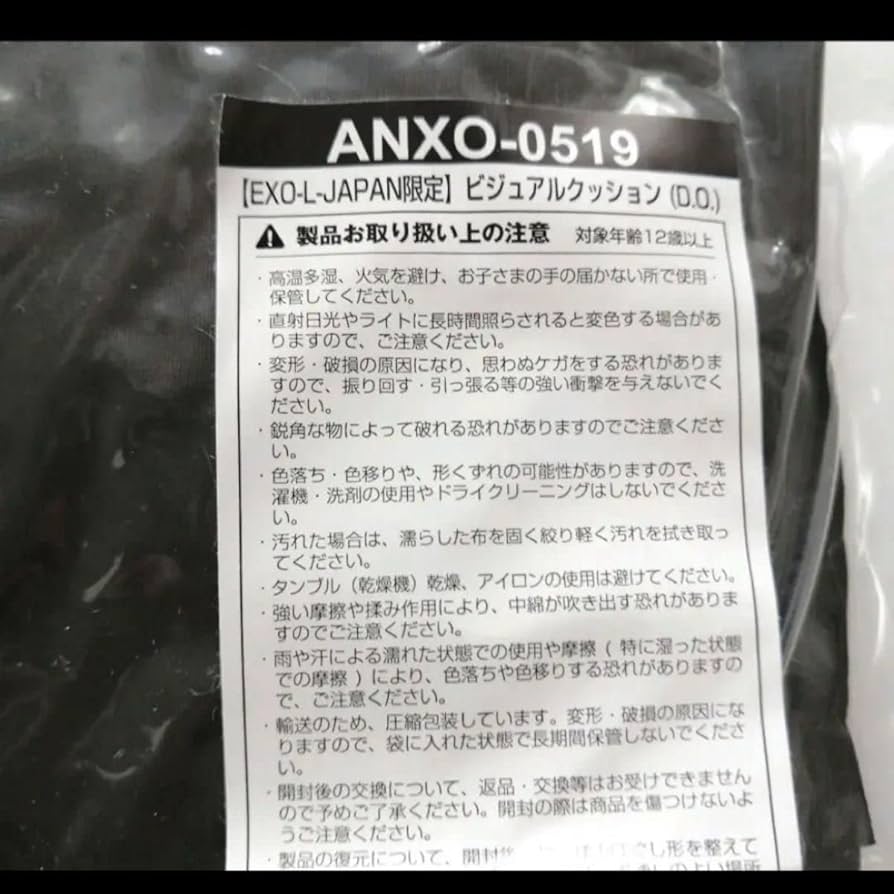 ANXO-0519
【EXO-L-JAPAN限定】ビジュアルクッション(D.O.)
製品お取り扱い上の注意 対象年齢12歳以上
・高温多湿、火気を避け、お子さまの手の届かない所で使用・
保管してください。
・直射日光やライトに長時間照らされると変色する場合があ
りますので、ご注意ください。
・変形・破損の原因になり、思わぬケガをする恐れがありま
すので、振り回す・引っ張る等の強い衝撃を与えないでく
ださい。
・鋭角な物によって破れる恐れがありますのでご注意くださ
い。
・色落ち・色移りや、形くずれの可能性がありますので、洗
濯機・洗剤の使用やドライクリーニングはしないでくださ
い。
・汚れた場合は、濡らした布を固く絞り軽く汚れを拭き取っ
てください。
・タンブル（乾燥機）乾燥、アイロンの使用は避けてください。
・強い摩擦や揉み作用により、中綿が吹き出す恐れがありま
すのでご注意ください。
・雨や汗による濡れた状態での使用や摩擦（特に湿った状態
での摩擦）により、色落ちや色移りする恐れがありますの
で、ご注意ください。
・輸送のため、圧縮包装しています。変形・破損の原因にな
りますので、袋に入れた状態で長期間保管しないでくださ
い。
・開封後の交換について、返品・交換等はお受けできません
ので予めご了承ください。開封の際は商品を傷つけないよ
うご注意ください。
・製品の復元について、開封後 し形を整えて
のよい場所